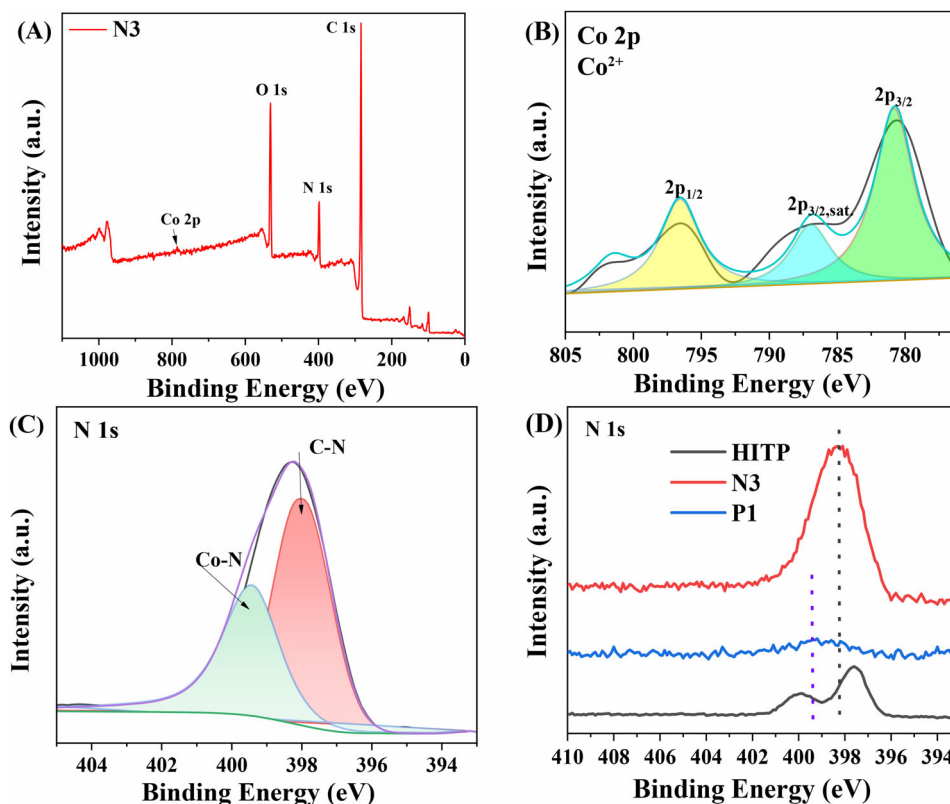 (A)
N3
C 1s
O 1s
N 1s
Co 2p
Intensity (a.u.)
1000 800 600 400 200 0
Binding Energy (eV)
(B)
Co 2p
Co²⁺
2p₃/₂
2p₁/₂
2p₃/₂,sat.
Intensity (a.u.)
805 800 795 790 785 780
Binding Energy (eV)
(C)
N 1s
C-N
Co-N
Intensity (a.u.)
404 402 400 398 396 394
Binding Energy (eV)
(D)
N 1s
HITP
N3
P1
Intensity (a.u.)
410 408 406 404 402 400 398 396 394
Binding Energy (eV)